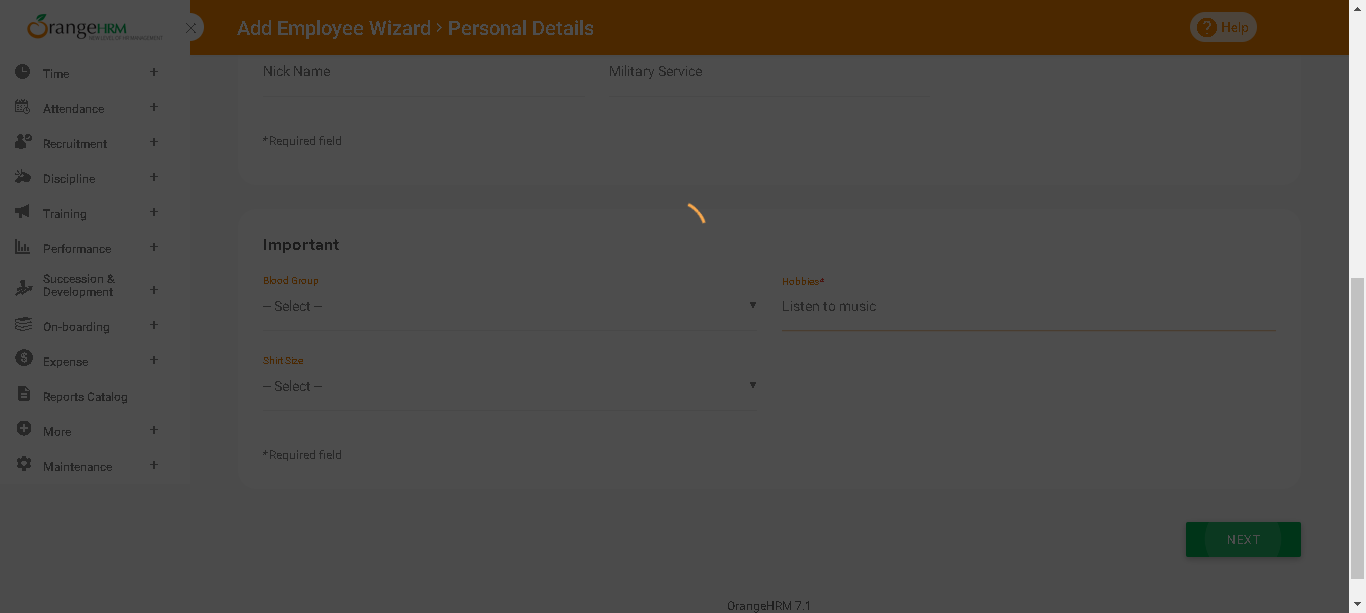 OrangeHRM
Add Employee Wizard > Personal Details
? Help
Time +
Attendance +
Recruitment +
Discipline +
Training +
Performance +
Succession &
Development +
On-boarding +
Expense +
Reports Catalog
More +
Maintenance +
Nick Name
Military Service
*Required field
Important
Blood Group
-- Select --
Hobbies*
Listen to music
Shirt Size
-- Select --
*Required field
NEXT
OrangeHRM 7.1